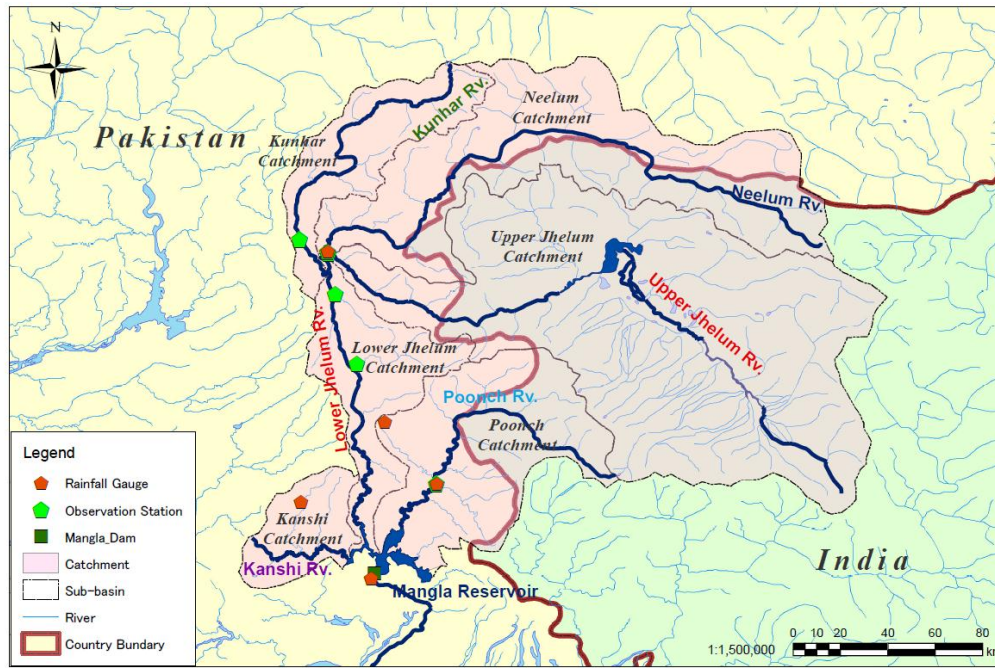 N
Pakistan
Kunhar
Catchment
Kunhar Rv.
Neelum
Catchment
Neelum Rv.
Upper Jhelum
Catchment
Upper Jhelum Rv.
Lower Jhelum Rv.
Lower Jhelum
Catchment
Poonch Rv.
Poonch
Catchment
Kanshi
Catchment
Kanshi Rv.
Mangla Reservoir
India
Legend
Rainfall Gauge
Observation Station
Mangla_Dam
Catchment
Sub-basin
River
Country Bundary
1:1,500,000
0 10 20 40 60 80
km